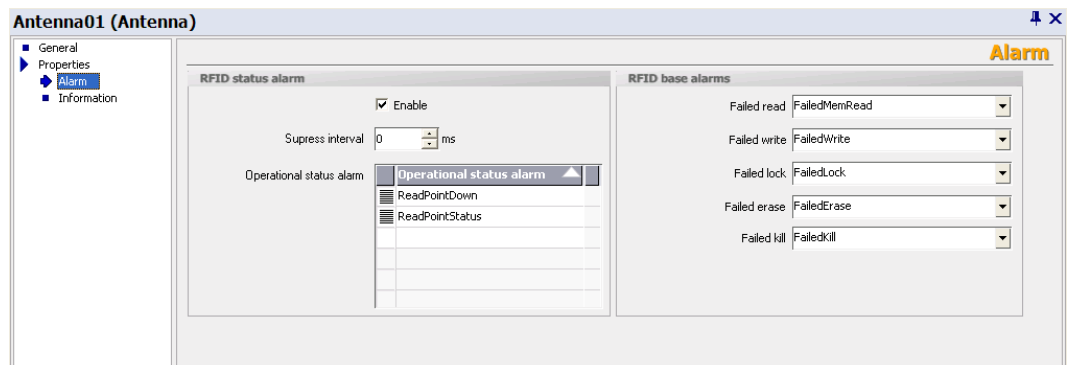 Antenna01 (Antenna)
General
Properties
Alarm
Information
Alarm
RFID status alarm
Enable
Supress interval 0 ms
Operational status alarm
Operational status alarm
ReadPointDown
ReadPointStatus
RFID base alarms
Failed read FailedMemRead
Failed write FailedWrite
Failed lock FailedLock
Failed erase FailedErase
Failed kill FailedKill